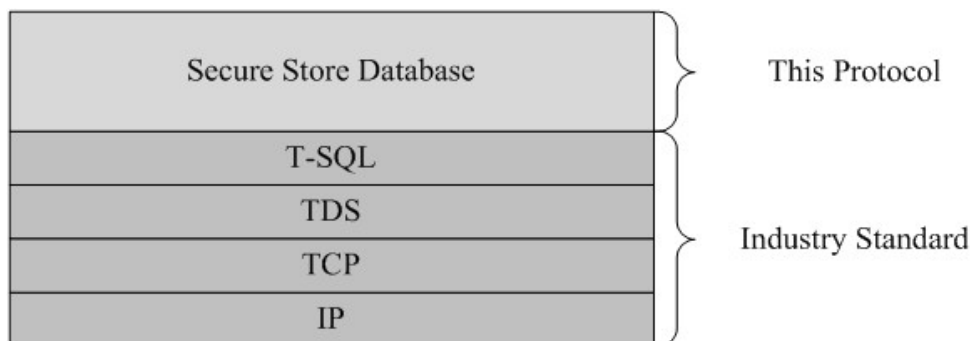 Secure Store Database
This Protocol
T-SQL
TDS
Industry Standard
TCP
IP